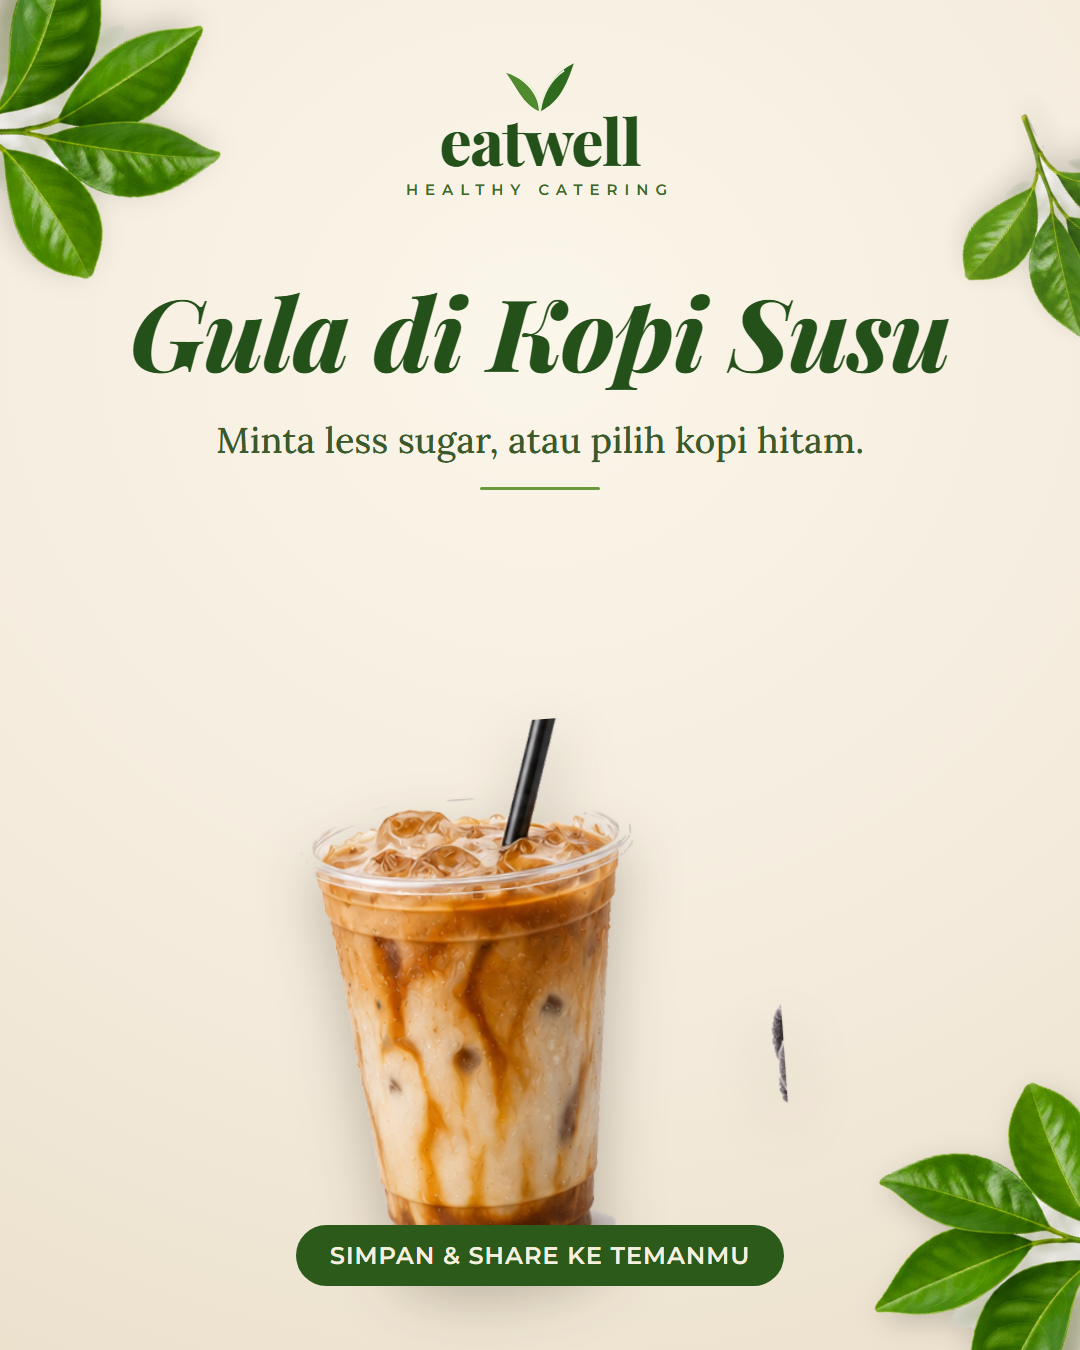 eatwell
HEALTHY CATERING
Gula di Kopi Susu
Minta less sugar, atau pilih kopi hitam.
SIMPAN & SHARE KE TEMANMU